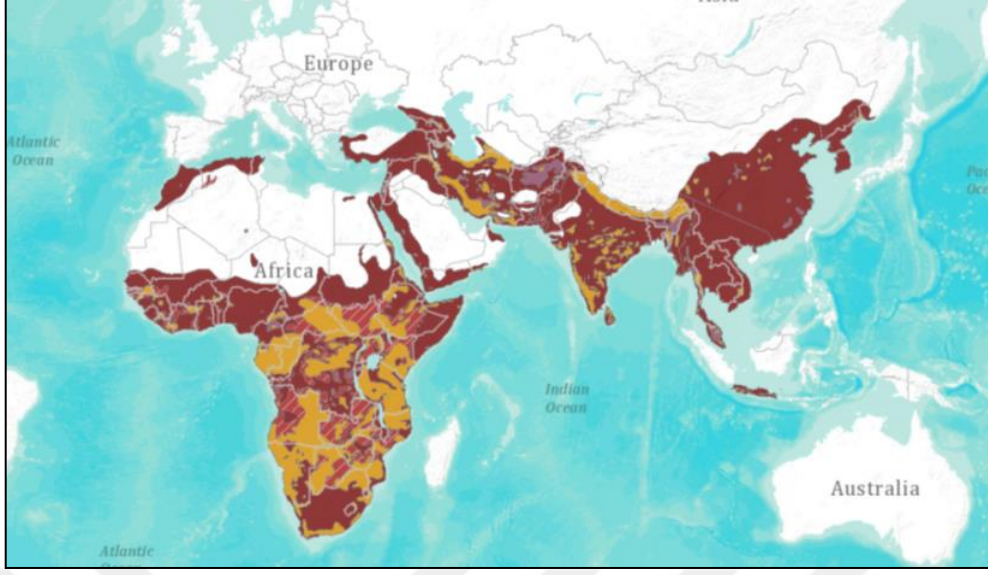 Europe
Atlantic
Ocean
Africa
Indian
Ocean
Australia
Atlantic